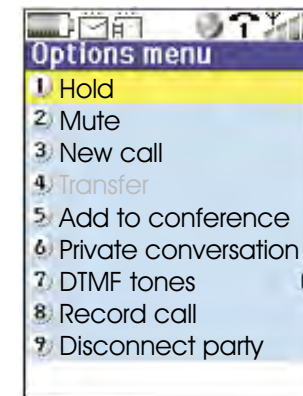 Options menu
1 Hold
2 Mute
3 New call
4 Transfer
5 Add to conference
6 Private conversation
7 DTMF tones
8 Record call
9 Disconnect party